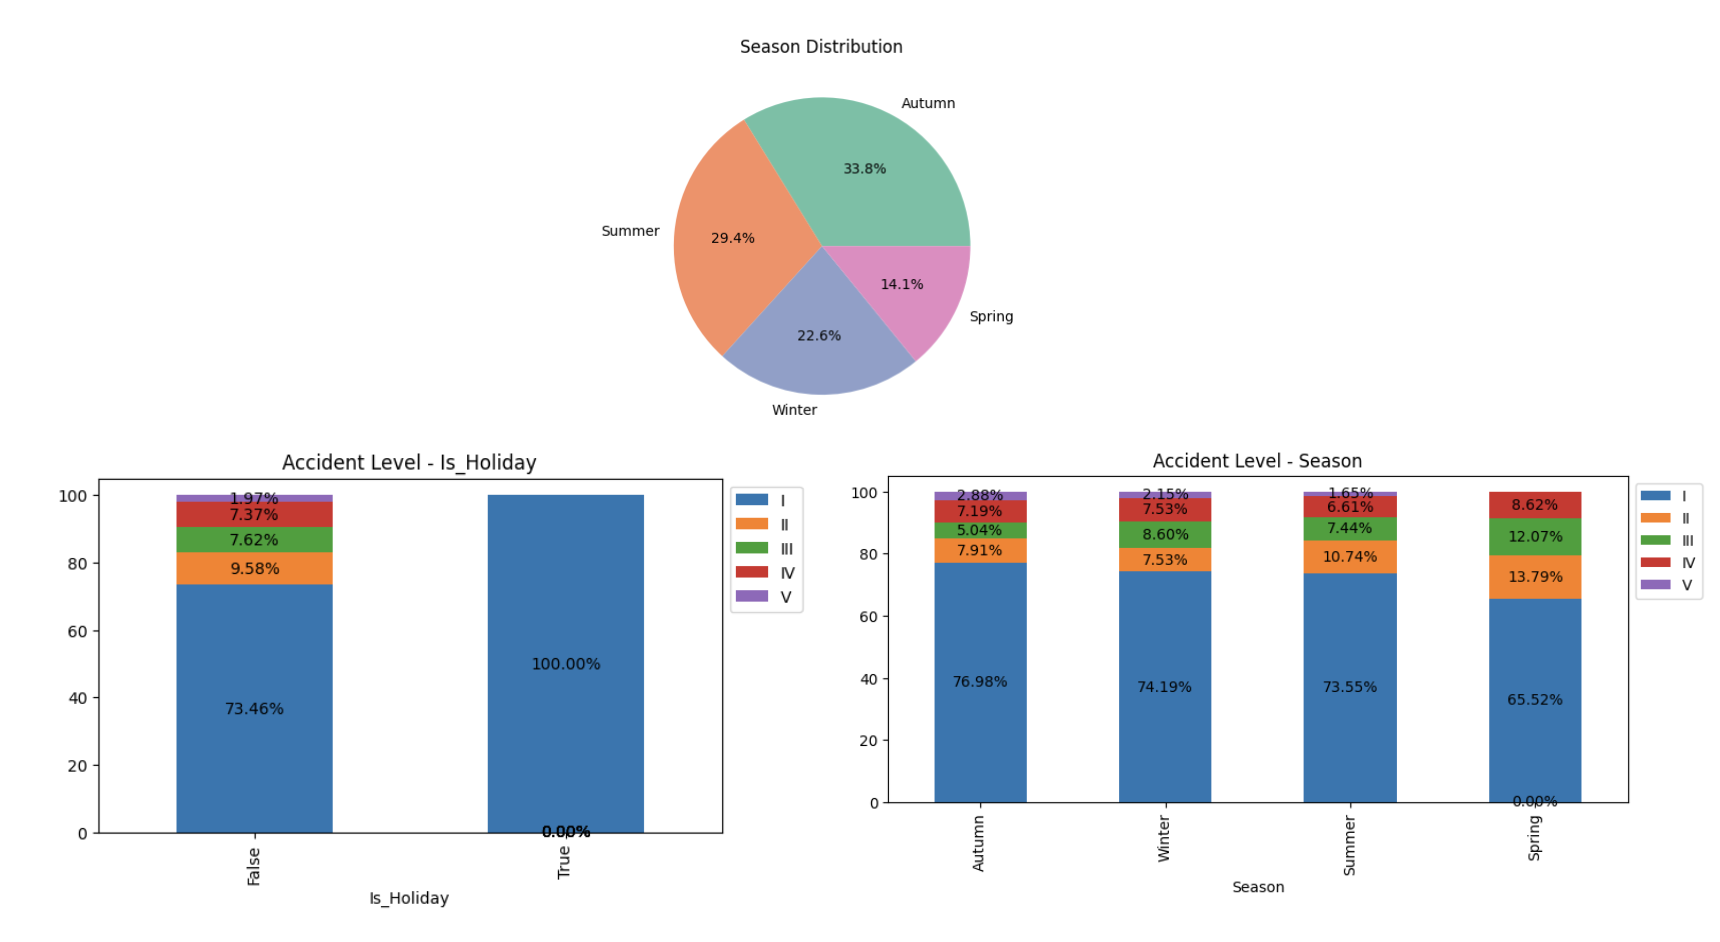 Season Distribution
Autumn
33.8%
Summer
29.4%
14.1%
Spring
22.6%
Winter
Accident Level - Is_Holiday
100
80
60
40
20
0
1.97%
7.37%
7.62%
9.58%
73.46%
100.00%
0.00%
False
True
Is_Holiday
I
II
III
IV
V
Accident Level - Season
100
80
60
40
20
0
2.88%
7.19%
5.04%
7.91%
76.98%
2.15%
7.53%
8.60%
7.53%
74.19%
1.65%
6.61%
7.44%
10.74%
73.55%
8.62%
12.07%
13.79%
65.52%
0.00%
Autumn
Winter
Summer
Spring
Season
I
II
III
IV
V